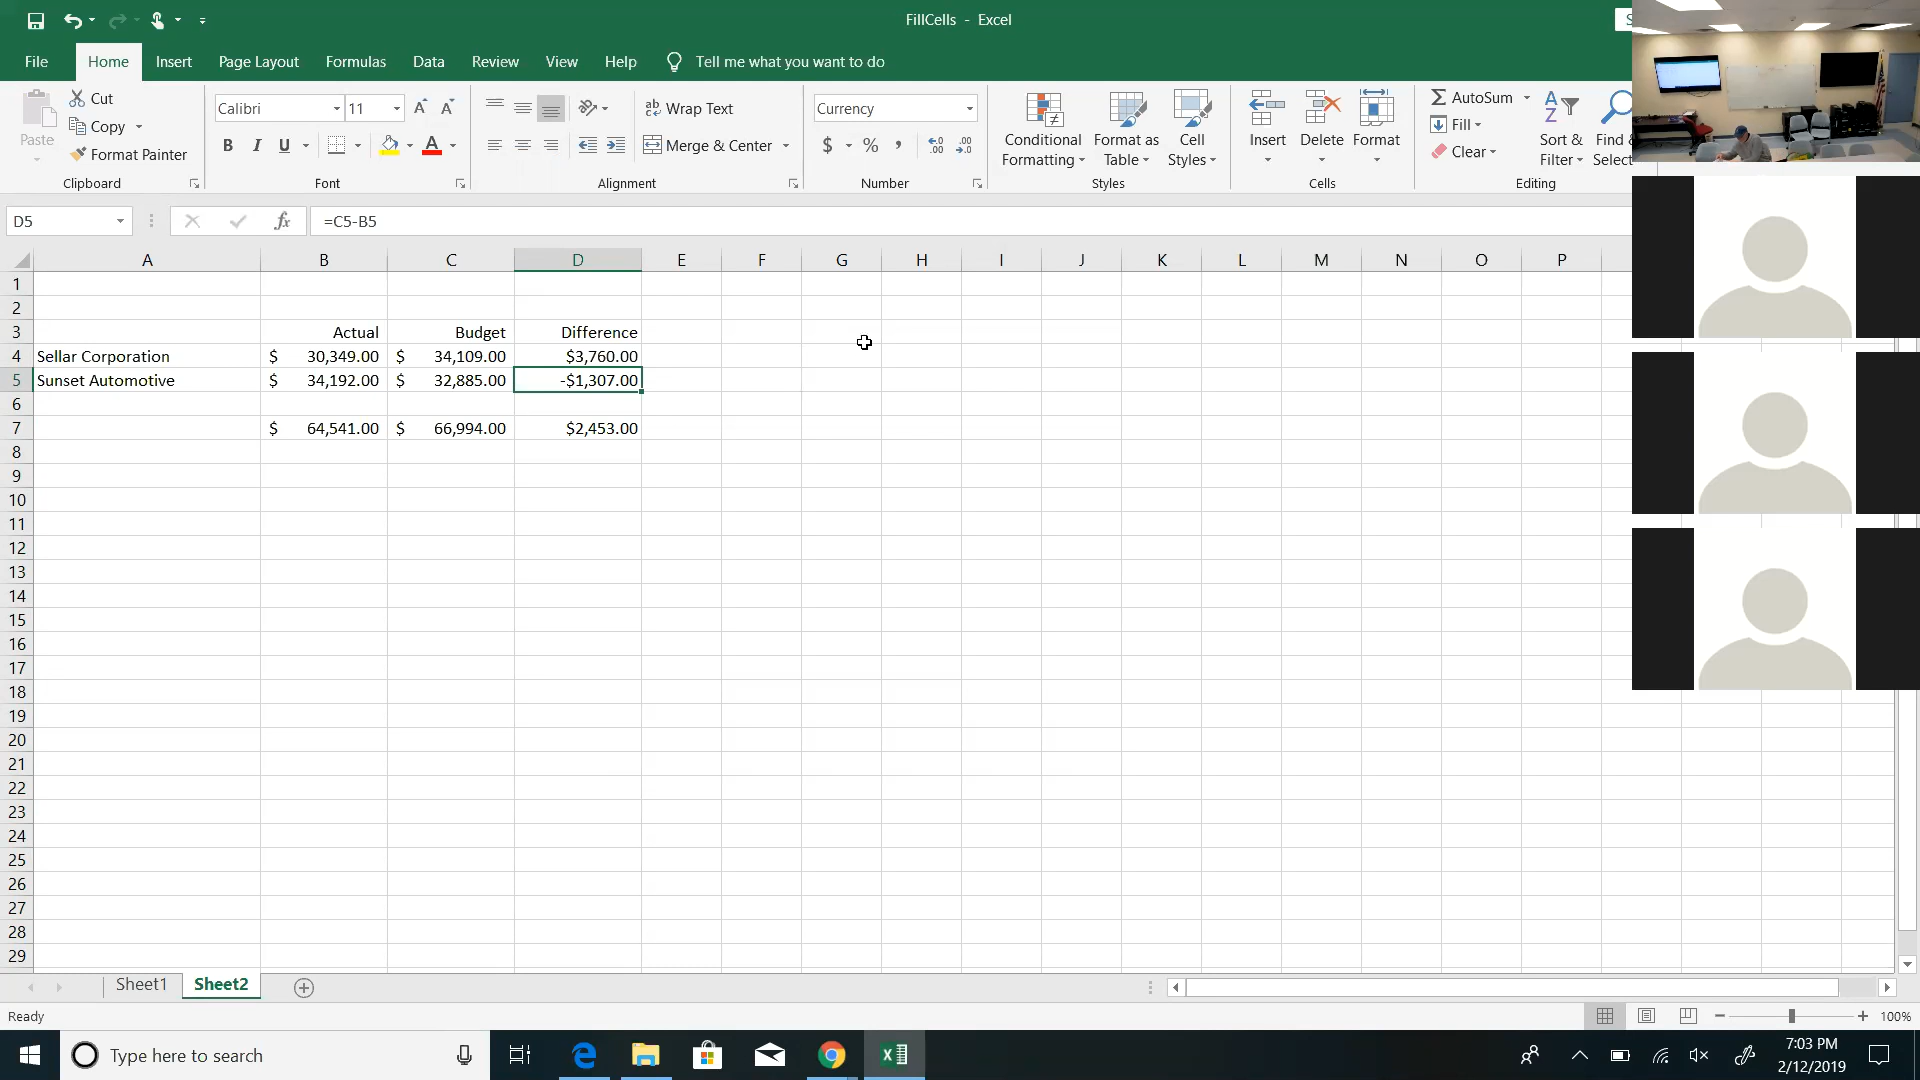 FillCells - Excel
File Home Insert Page Layout Formulas Data Review View Help Tell me what you want to do
Paste Cut Copy Format Painter Clipboard
Calibri 11 A A B I U A Font
ab Wrap Text Merge & Center Alignment
Currency $ % , .00 .00 Number
Conditional Formatting Format as Table Cell Styles Styles
Insert Delete Format Cells
AutoSum Fill Clear Sort & Filter Find Select Editing
D5 fx =C5-B5
A B C D E F G H I J K L M N O P
1
2
3 Actual Budget Difference
4 Sellar Corporation $ 30,349.00 $ 34,109.00 $3,760.00
5 Sunset Automotive $ 34,192.00 $ 32,885.00 -$1,307.00
6
7 $ 64,541.00 $ 66,994.00 $2,453.00
8
9
10
11
12
13
14
15
16
17
18
19
20
21
22
23
24
25
26
27
28
29
Sheet1 Sheet2
Ready 100%
Type here to search
7:03 PM
2/12/2019